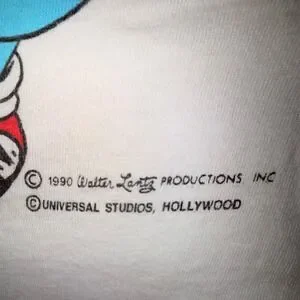 © 1990 Walter Lantz PRODUCTIONS, INC
© UNIVERSAL STUDIOS, HOLLYWOOD